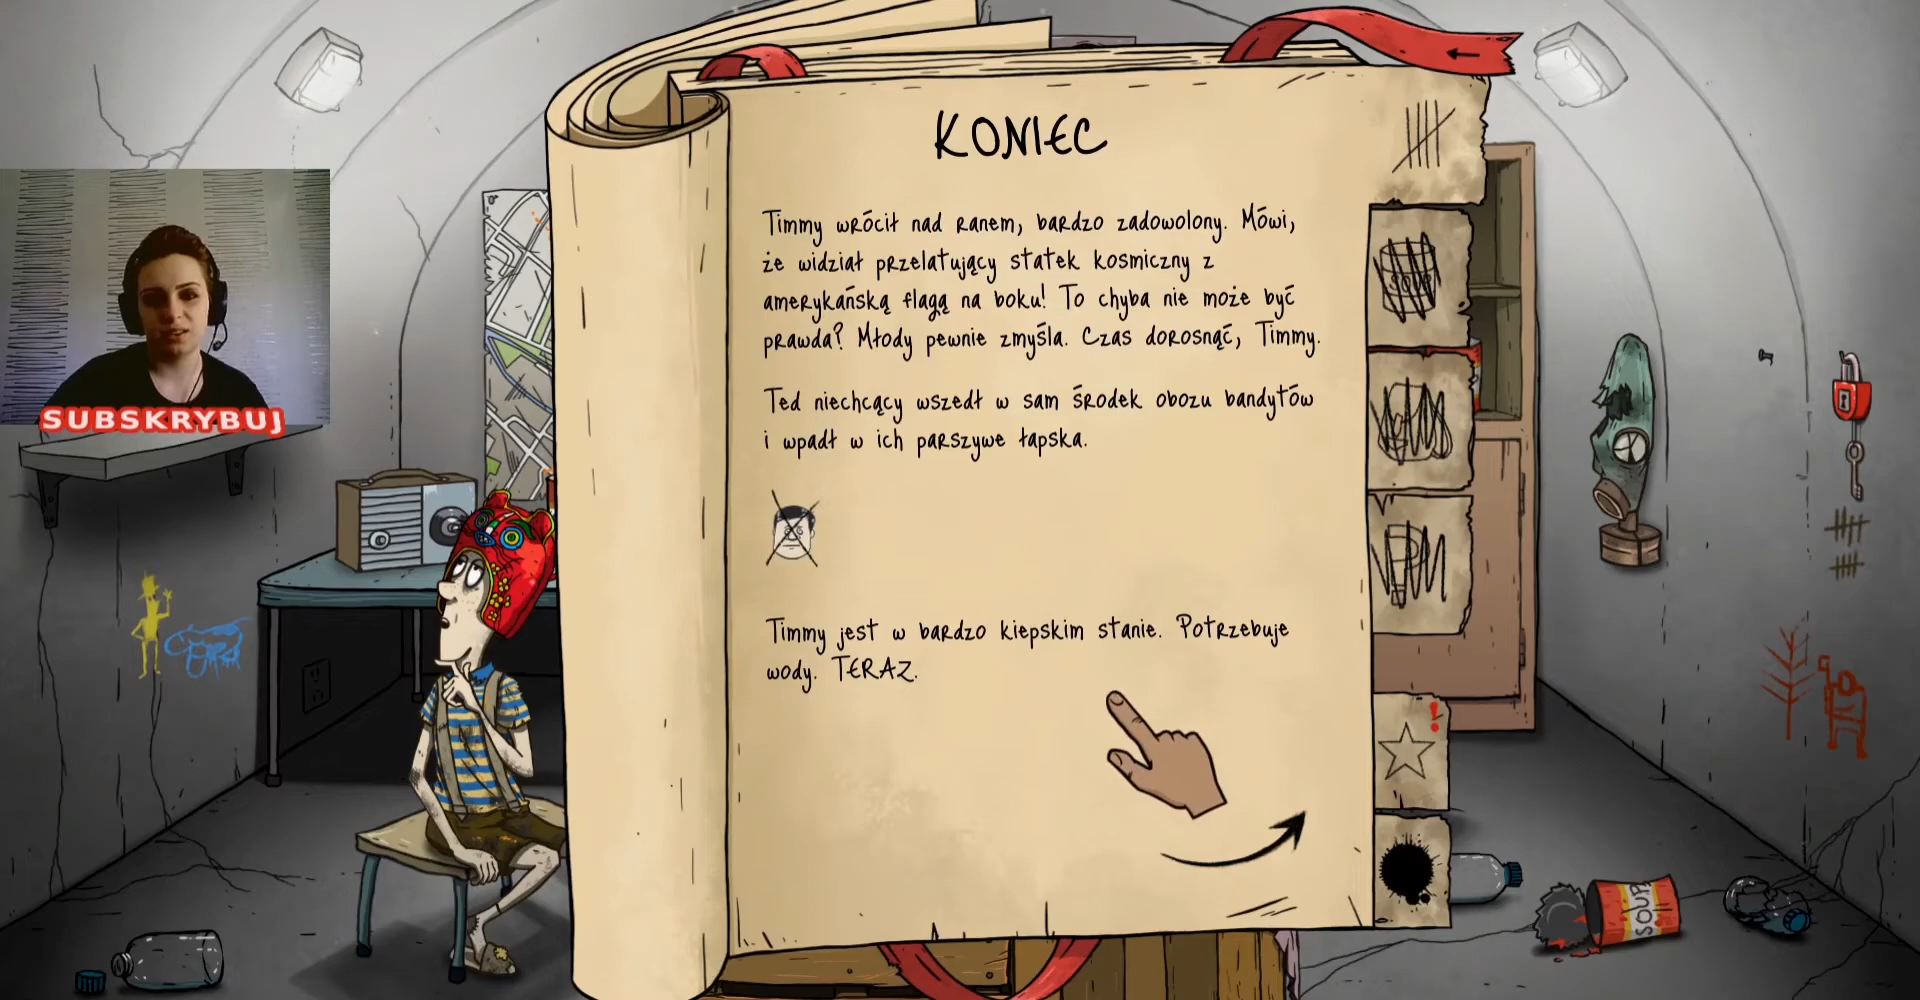 KONIEC
Timmy wrócił nad ranem, bardzo zadowolony. Mówi,
że widział przelatujący statek kosmiczny z
amerykańską flagą na boku! To chyba nie może być
prawda? Młody pewnie zmyśla. Czas dorosnąć, Timmy.
Ted niechcący wszedł w sam środek obozu bandytów
i wpadł w ich parszywe łapska.
Timmy jest w bardzo kiepskim stanie. Potrzebuje
wody. TERAZ.
SUBSKRYBUJ
!
SOUP